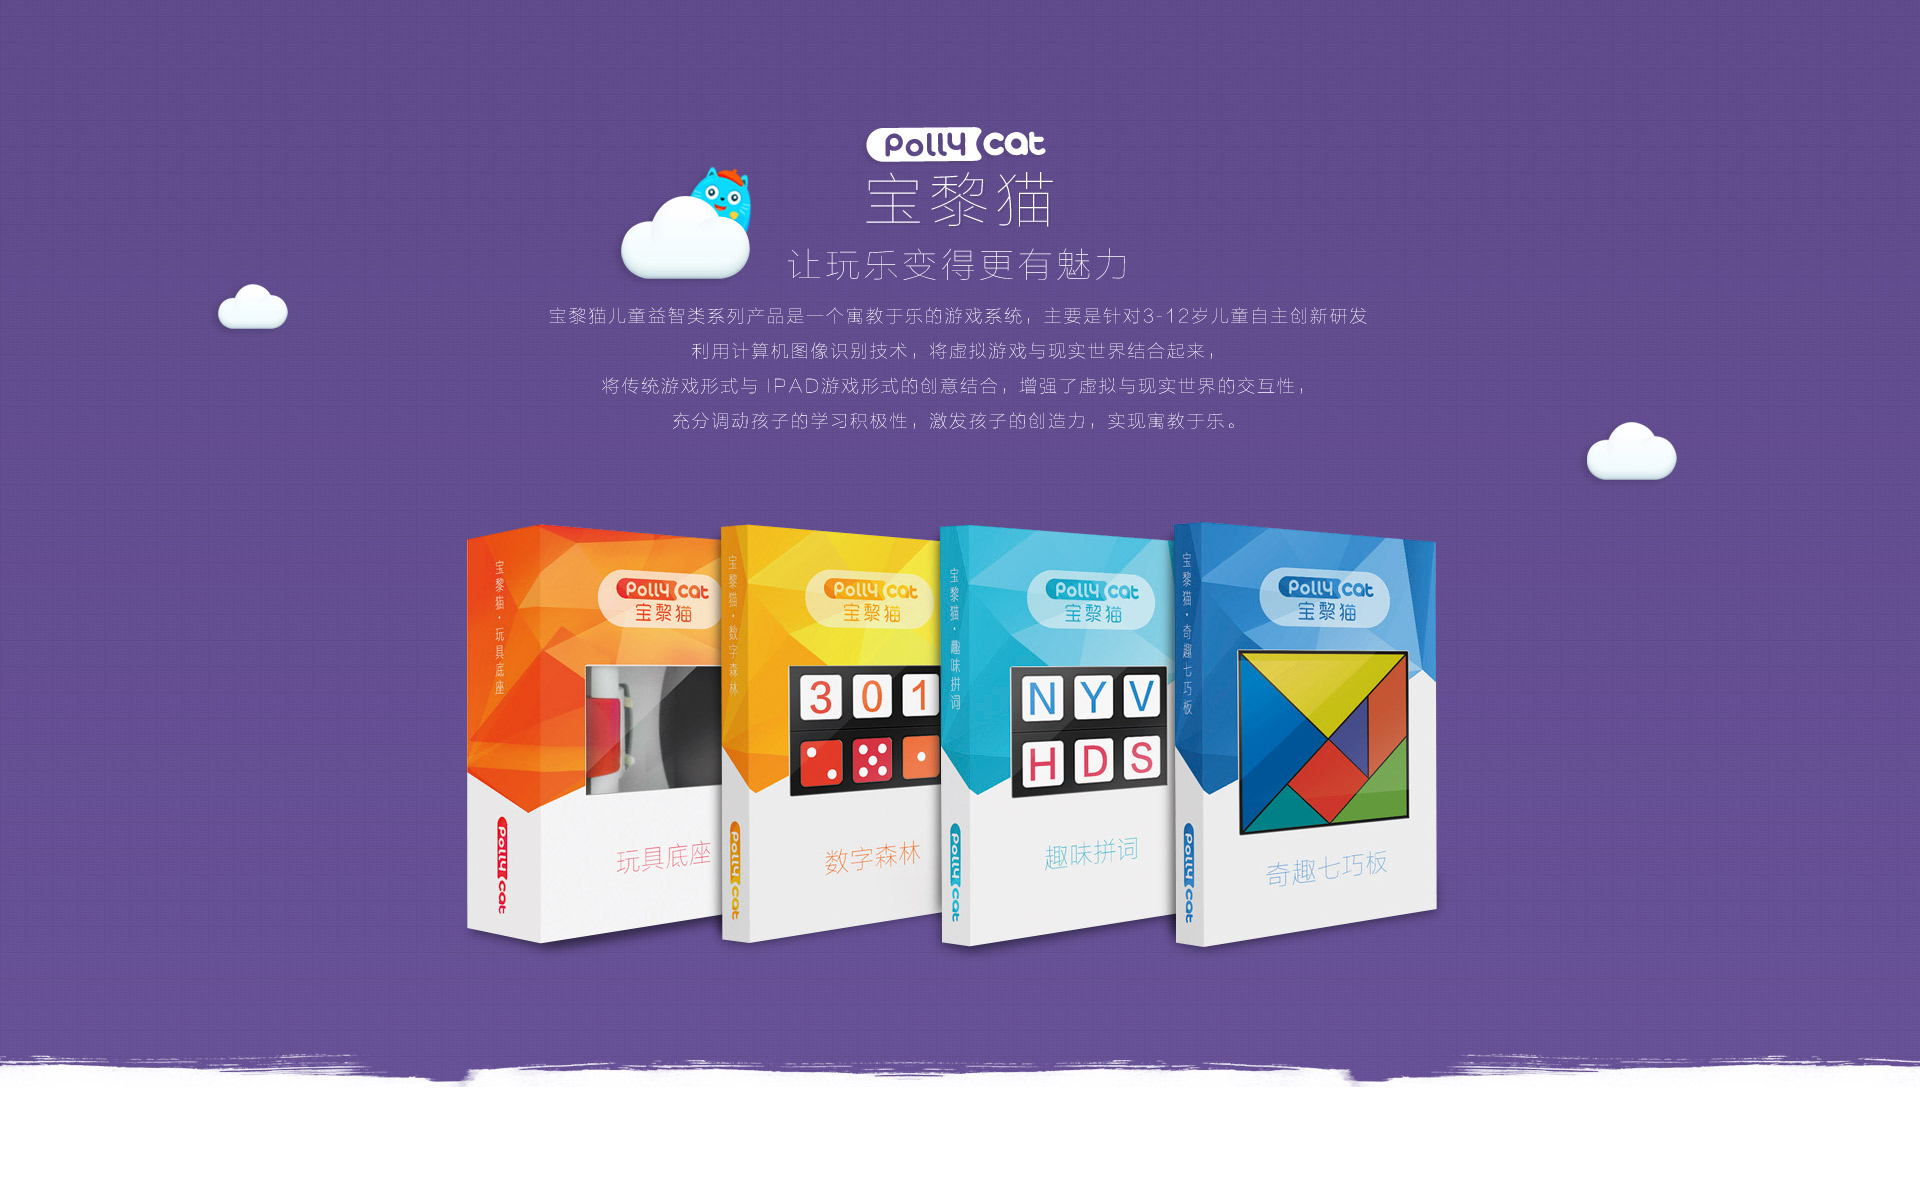 Polly cat
宝黎猫
让玩乐变得更有魅力
宝黎猫儿童益智类系列产品是一个寓教于乐的游戏系统，主要是针对3-12岁儿童自主创新研发
利用计算机图像识别技术，将虚拟游戏与现实世界结合起来，
将传统游戏形式与 IPAD游戏形式的创意结合，增强了虚拟与现实世界的交互性，
充分调动孩子的学习积极性，激发孩子的创造力，实现寓教于乐。
宝黎猫·玩具底座
Polly cat
宝黎猫
玩具底座
Polly cat
宝黎猫·数字森林
Polly cat
宝黎猫
3 0 1
数字森林
Polly cat
宝黎猫·趣味拼词
Polly cat
宝黎猫
N Y V
H D S
趣味拼词
Polly cat
宝黎猫·奇趣七巧板
Polly cat
宝黎猫
奇趣七巧板
Polly cat